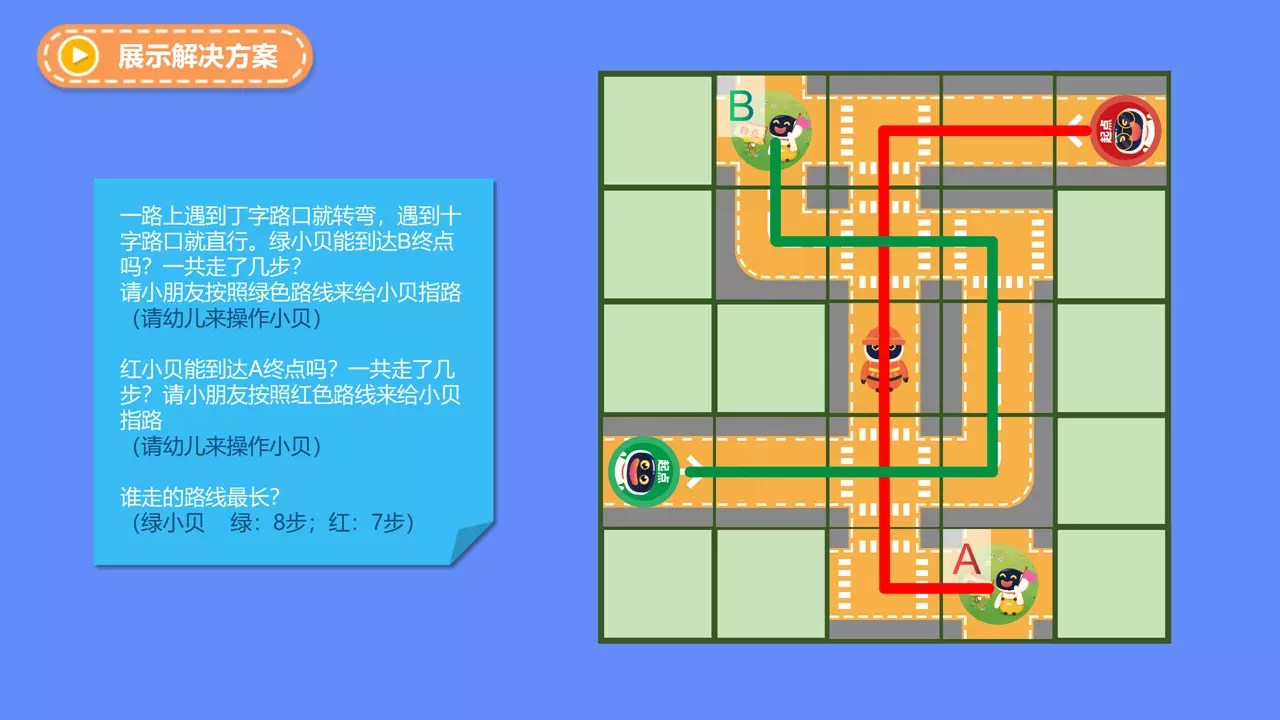 展示解决方案
一路上遇到丁字路口就转弯，遇到十
字路口就直行。绿小贝能到达B终点
吗？一共走了几步？
请小朋友按照绿色路线来给小贝指路
（请幼儿来操作小贝）
红小贝能到达A终点吗？一共走了几
步？请小朋友按照红色路线来给小贝
指路
（请幼儿来操作小贝）
谁走的路线最长？
（绿小贝 绿：8步；红：7步）
B
起点
起点
A